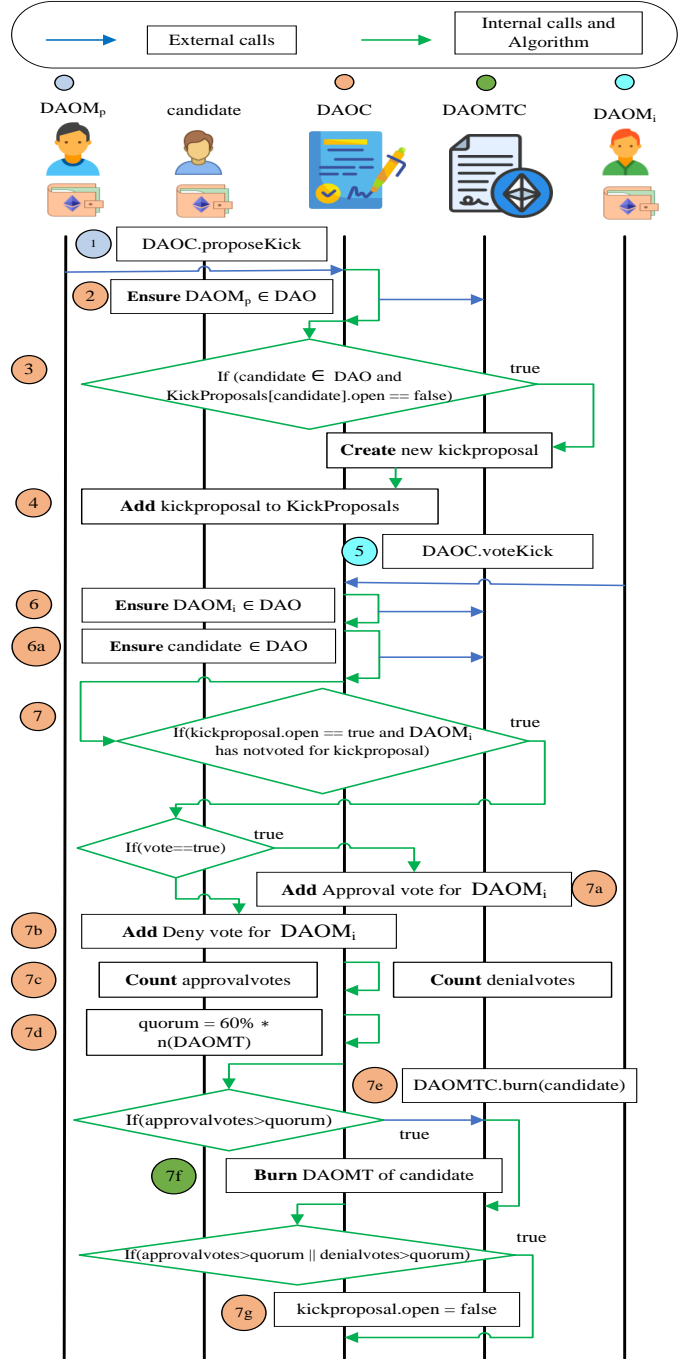 External calls
Internal calls and
Algorithm
DAOMp
candidate
DAOC
DAOMTC
DAOMi
1
DAOC.proposeKick
2
Ensure DAOMp ∈ DAO
3
If (candidate ∈ DAO and
KickProposals[candidate].open == false)
true
Create new kickproposal
4
Add kickproposal to KickProposals
5
DAOC.voteKick
6
Ensure DAOMi ∈ DAO
6a
Ensure candidate ∈ DAO
7
If(kickproposal.open == true and DAOMi
has notvoted for kickproposal)
true
If(vote==true)
true
Add Approval vote for DAOMi
7a
7b
Add Deny vote for DAOMi
7c
Count approvalvotes
Count denialvotes
7d
quorum = 60% *
n(DAOMT)
7e
DAOMTC.burn(candidate)
If(approvalvotes>quorum)
true
7f
Burn DAOMT of candidate
true
If(approvalvotes>quorum || denialvotes>quorum)
7g
kickproposal.open = false